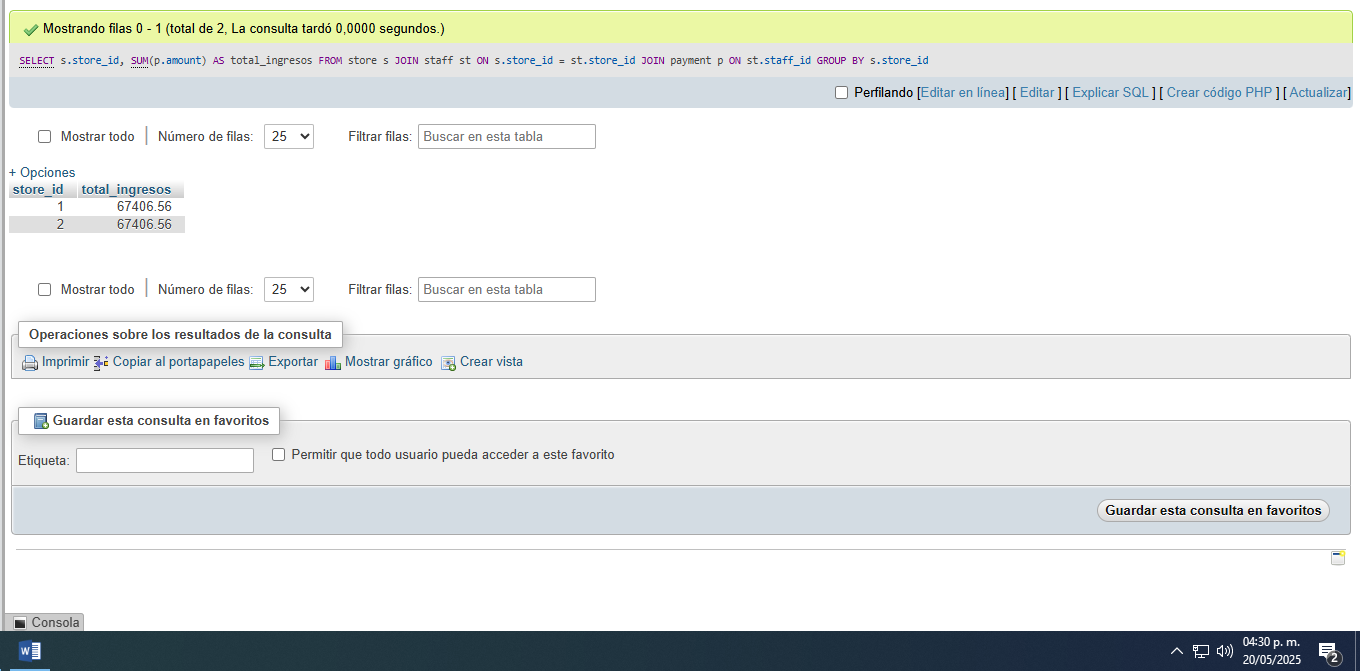 Mostrando filas 0 - 1 (total de 2, La consulta tardó 0,0000 segundos.)
SELECT s.store_id, SUM(p.amount) AS total_ingresos FROM store s JOIN staff st ON s.store_id = st.store_id JOIN payment p ON st.staff_id GROUP BY s.store_id
Perfilando [Editar en línea] [ Editar ] [ Explicar SQL ] [ Crear código PHP ] [ Actualizar]
Mostrar todo | Número de filas: 25 Filtrar filas: Buscar en esta tabla
+ Opciones
store_id total_ingresos
1 67406.56
2 67406.56
Mostrar todo | Número de filas: 25 Filtrar filas: Buscar en esta tabla
Operaciones sobre los resultados de la consulta
Imprimir Copiar al portapapeles Exportar Mostrar gráfico Crear vista
Guardar esta consulta en favoritos
Etiqueta: Permitir que todo usuario pueda acceder a este favorito
Guardar esta consulta en favoritos
Consola
W 04:30 p. m.
20/05/2025 2